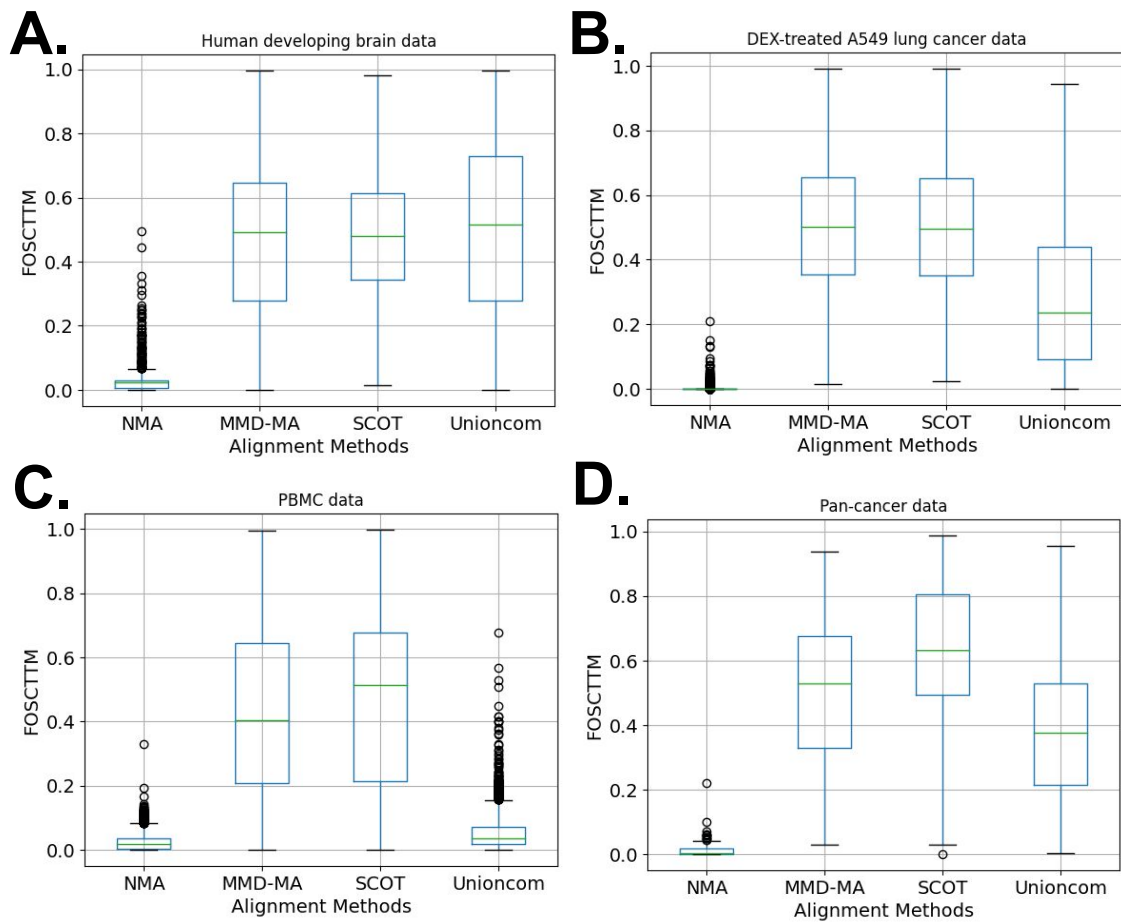 A.
Human developing brain data
1.0
0.8
0.6
0.4
0.2
0.0
FOSCTTM
NMA MMD-MA SCOT Unioncom
Alignment Methods
B.
DEX-treated A549 lung cancer data
1.0
0.8
0.6
0.4
0.2
0.0
FOSCTTM
NMA MMD-MA SCOT Unioncom
Alignment Methods
C.
PBMC data
1.0
0.8
0.6
0.4
0.2
0.0
FOSCTTM
NMA MMD-MA SCOT Unioncom
Alignment Methods
D.
Pan-cancer data
1.0
0.8
0.6
0.4
0.2
0.0
FOSCTTM
NMA MMD-MA SCOT Unioncom
Alignment Methods